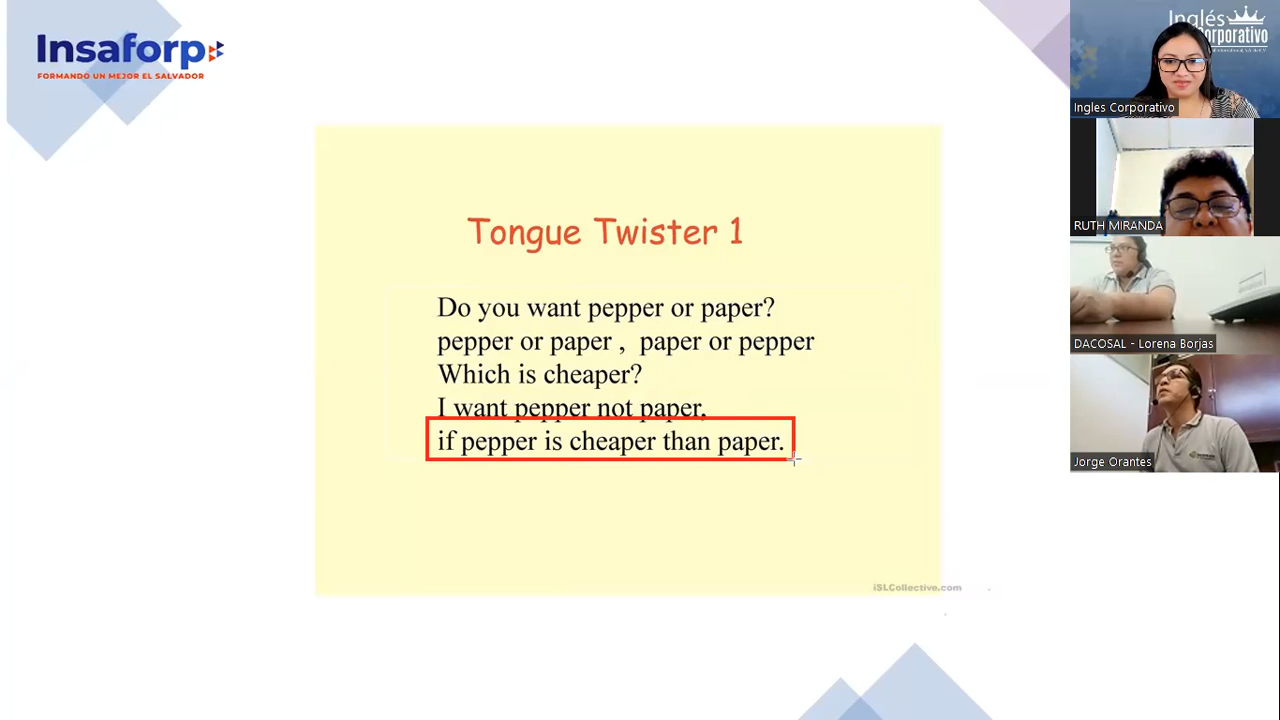 Insaforp
FORMANDO UN MEJOR EL SALVADOR
Tongue Twister 1
Do you want pepper or paper?
pepper or paper , paper or pepper
Which is cheaper?
I want pepper not paper,
if pepper is cheaper than paper.
iSLCollective.com
Inglés
Corporativo
Ingles Corporativo
RUTH MIRANDA
DACOSAL - Lorena Borjas
Jorge Orantes